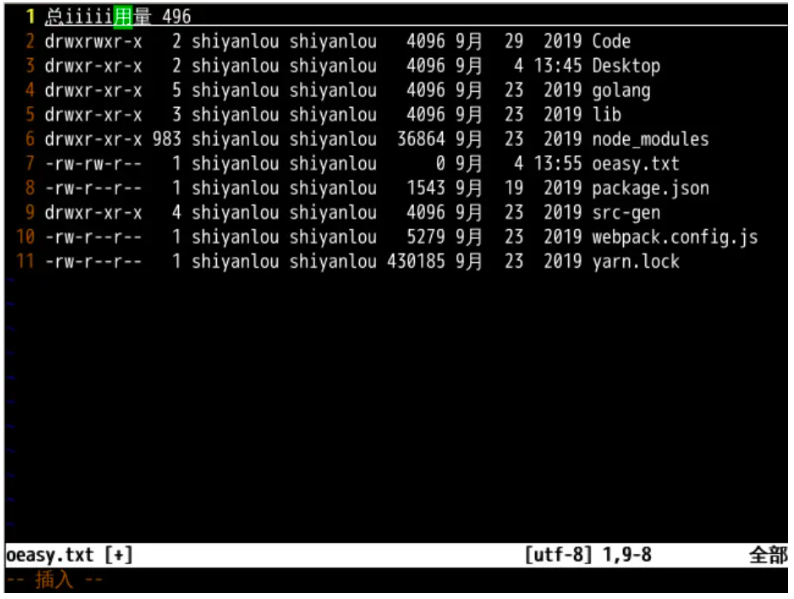 1 总iiiii用量 496
2 drwxrwxr-x   2 shiyanlou shiyanlou   4096 9月  29  2019 Code
3 drwxr-xr-x   2 shiyanlou shiyanlou   4096 9月   4 13:45 Desktop
4 drwxr-xr-x   5 shiyanlou shiyanlou   4096 9月  23  2019 golang
5 drwxr-xr-x   3 shiyanlou shiyanlou   4096 9月  23  2019 lib
6 drwxr-xr-x 983 shiyanlou shiyanlou  36864 9月  23  2019 node_modules
7 -rw-rw-r--   1 shiyanlou shiyanlou      0 9月   4 13:55 oeasy.txt
8 -rw-r--r--   1 shiyanlou shiyanlou   1543 9月  19  2019 package.json
9 drwxr-xr-x   4 shiyanlou shiyanlou   4096 9月  23  2019 src-gen
10 -rw-r--r--   1 shiyanlou shiyanlou   5279 9月  23  2019 webpack.config.js
11 -rw-r--r--   1 shiyanlou shiyanlou 430185 9月  23  2019 yarn.lock
~
~
~
~
~
~
~
~
~
~
~
oeasy.txt [+] [utf-8] 1,9-8 全部
-- 插入 --